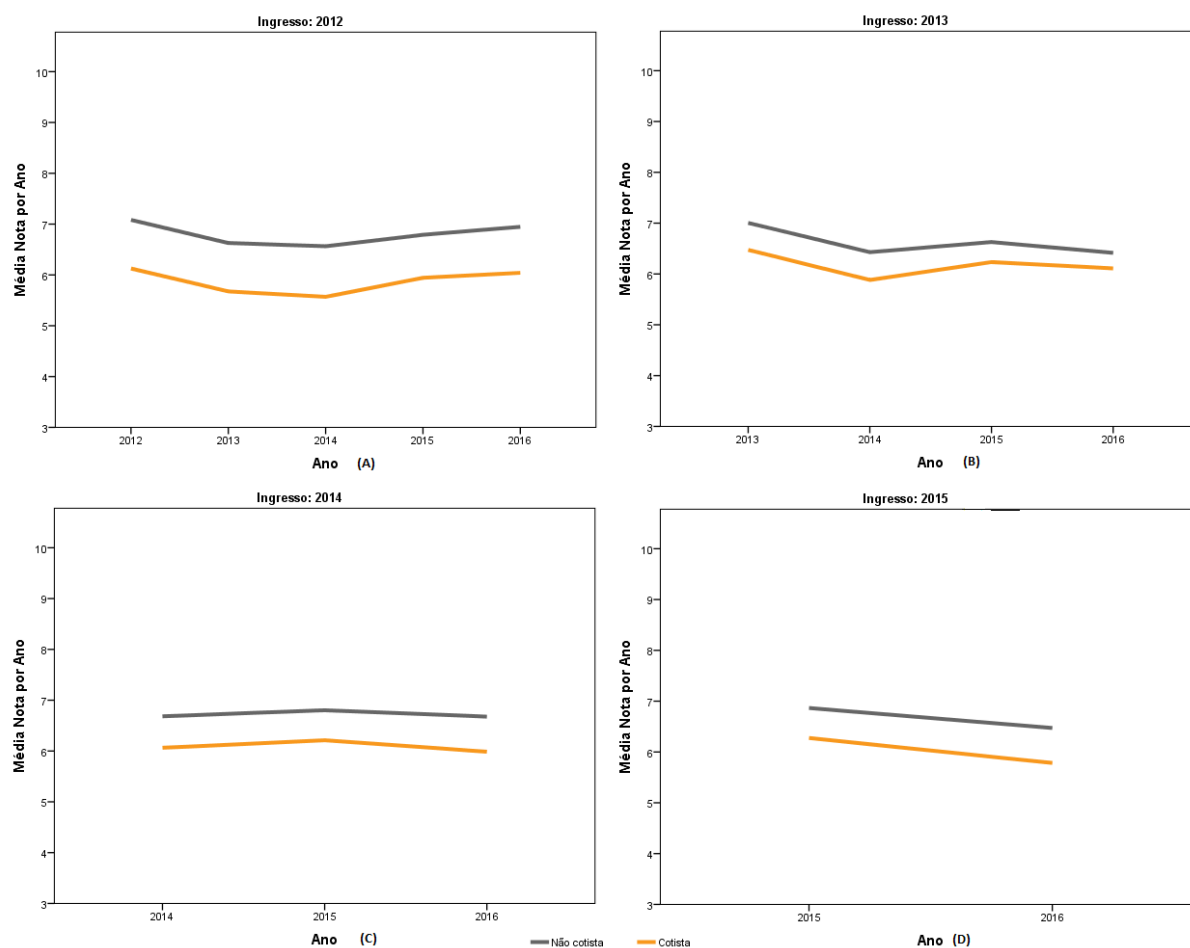 Ingresso: 2012
Média Nota por Ano
10
9
8
7
6
5
4
3
2012 2013 2014 2015 2016
Ano (A)
Ingresso: 2013
Média Nota por Ano
10
9
8
7
6
5
4
3
2013 2014 2015 2016
Ano (B)
Ingresso: 2014
Média Nota por Ano
10
9
8
7
6
5
4
3
2014 2015 2016
Ano (C)
Ingresso: 2015
Média Nota por Ano
10
9
8
7
6
5
4
3
2015 2016
Ano (D)
Não cotista Cotista